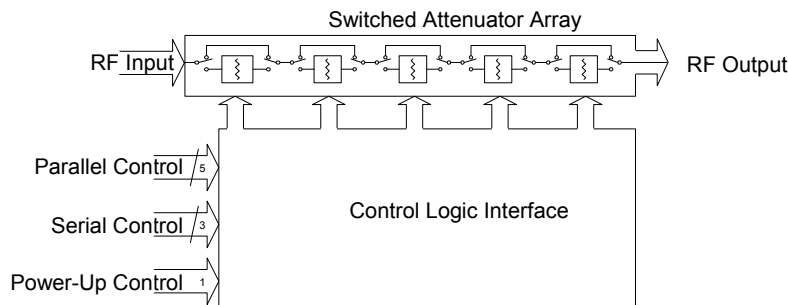 Switched Attenuator Array
RF Input
RF Output
Parallel Control 5
Serial Control 3
Control Logic Interface
Power-Up Control 1